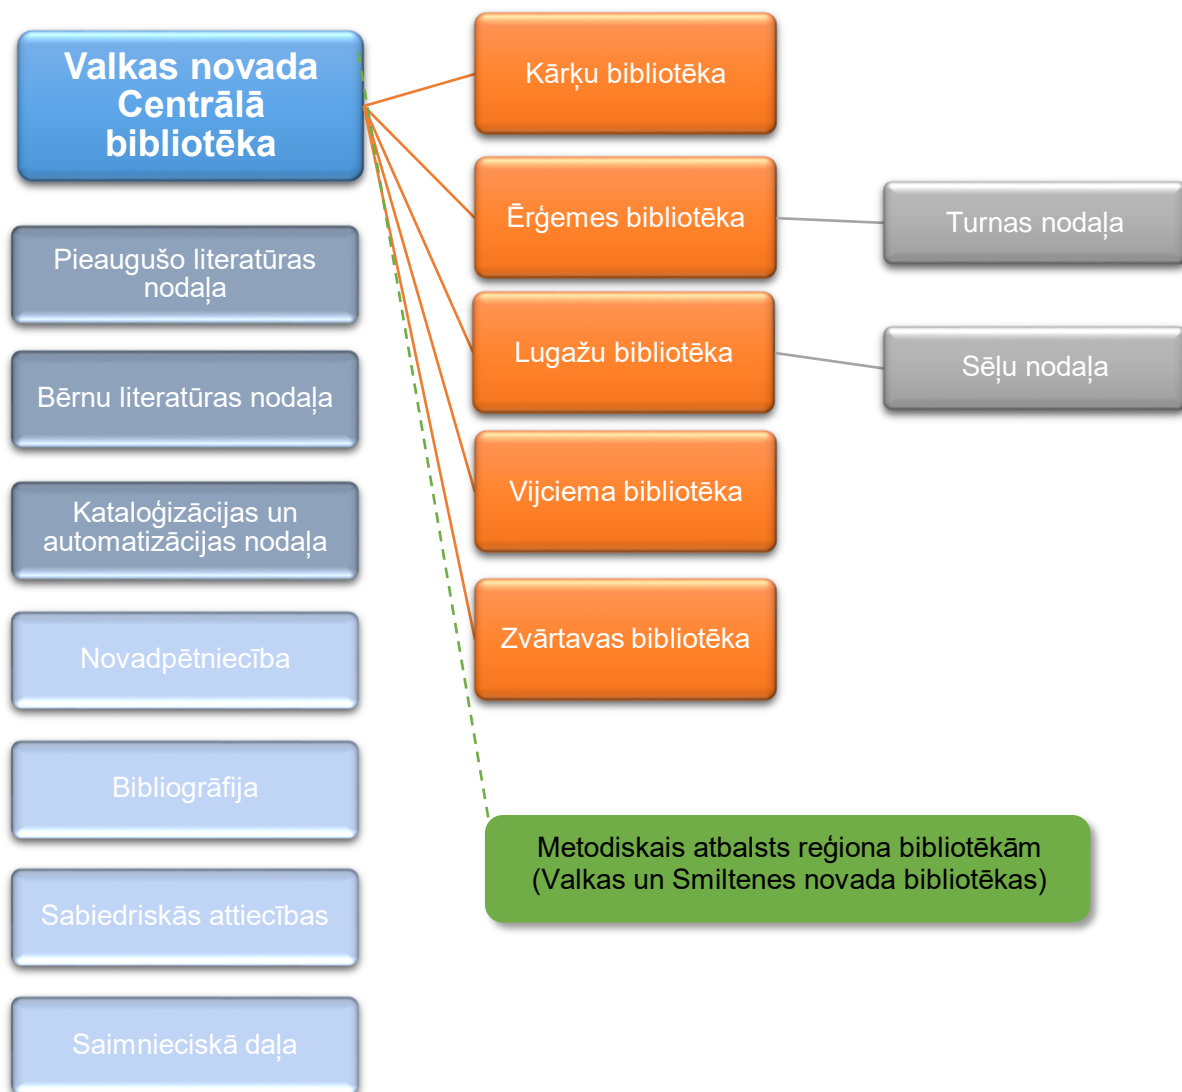 Valkas novada
Centrālā
bibliotēka
Pieaugušo literatūras
nodaļa
Bērnu literatūras nodaļa
Kataloģizācijas un
automatizācijas nodaļa
Novadpētniecība
Bibliogrāfija
Sabiedriskās attiecības
Saimnieciskā daļa
Kārķu bibliotēka
Ērģemes bibliotēka
Lugažu bibliotēka
Vijciema bibliotēka
Zvārtavas bibliotēka
Turnas nodaļa
Sēļu nodaļa
Metodiskais atbalsts reģiona bibliotēkām
(Valkas un Smiltenes novada bibliotēkas)